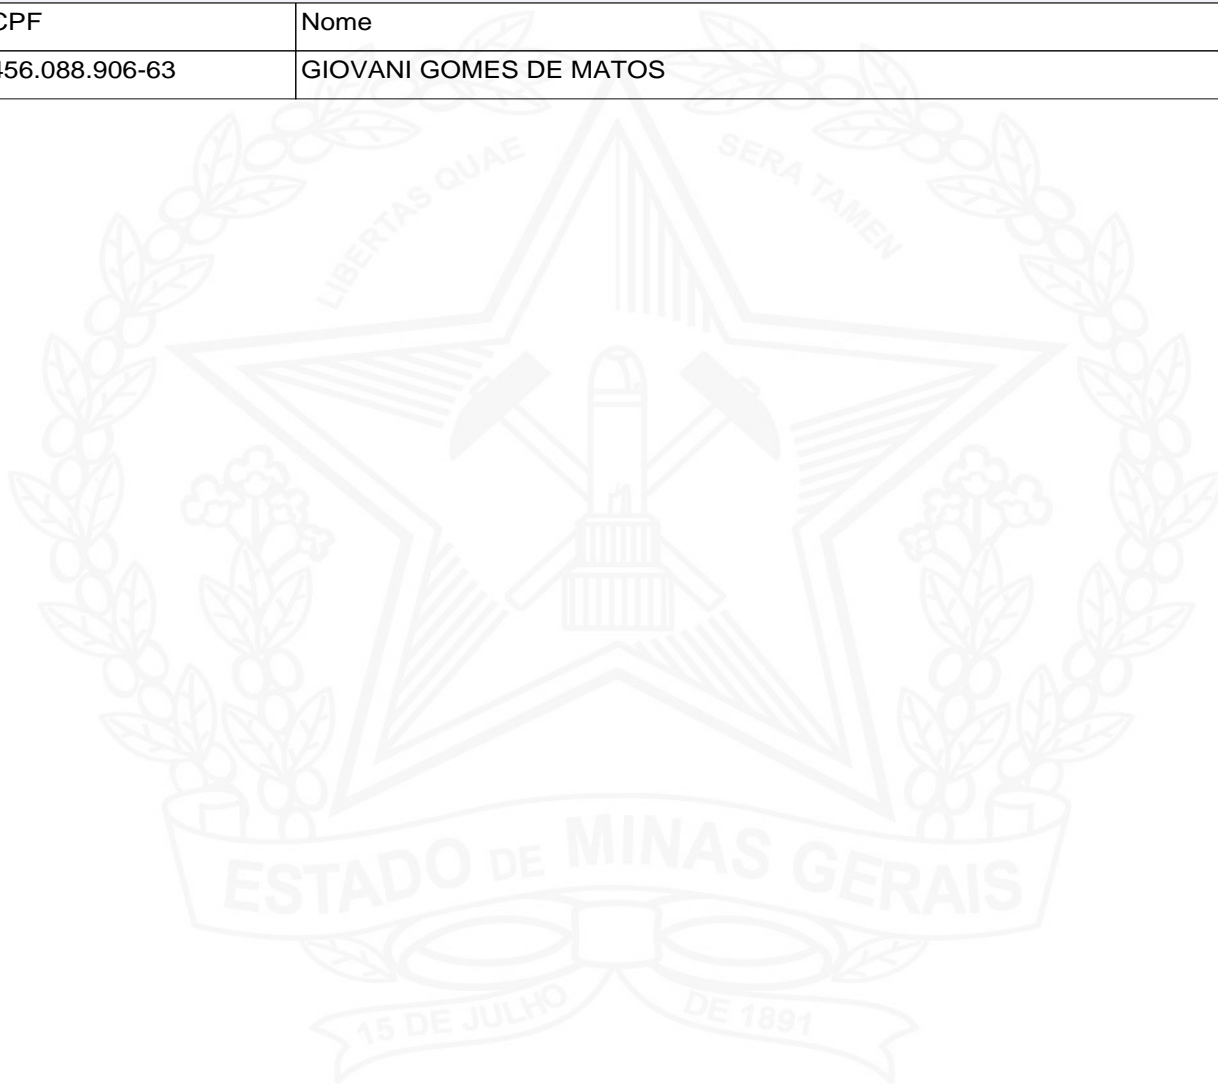 CPF Nome
456.088.906-63 GIOVANI GOMES DE MATOS
LIBERTAS QUAE SERA TAMEN
ESTADO DE MINAS GERAIS
15 DE JULHO DE 1891